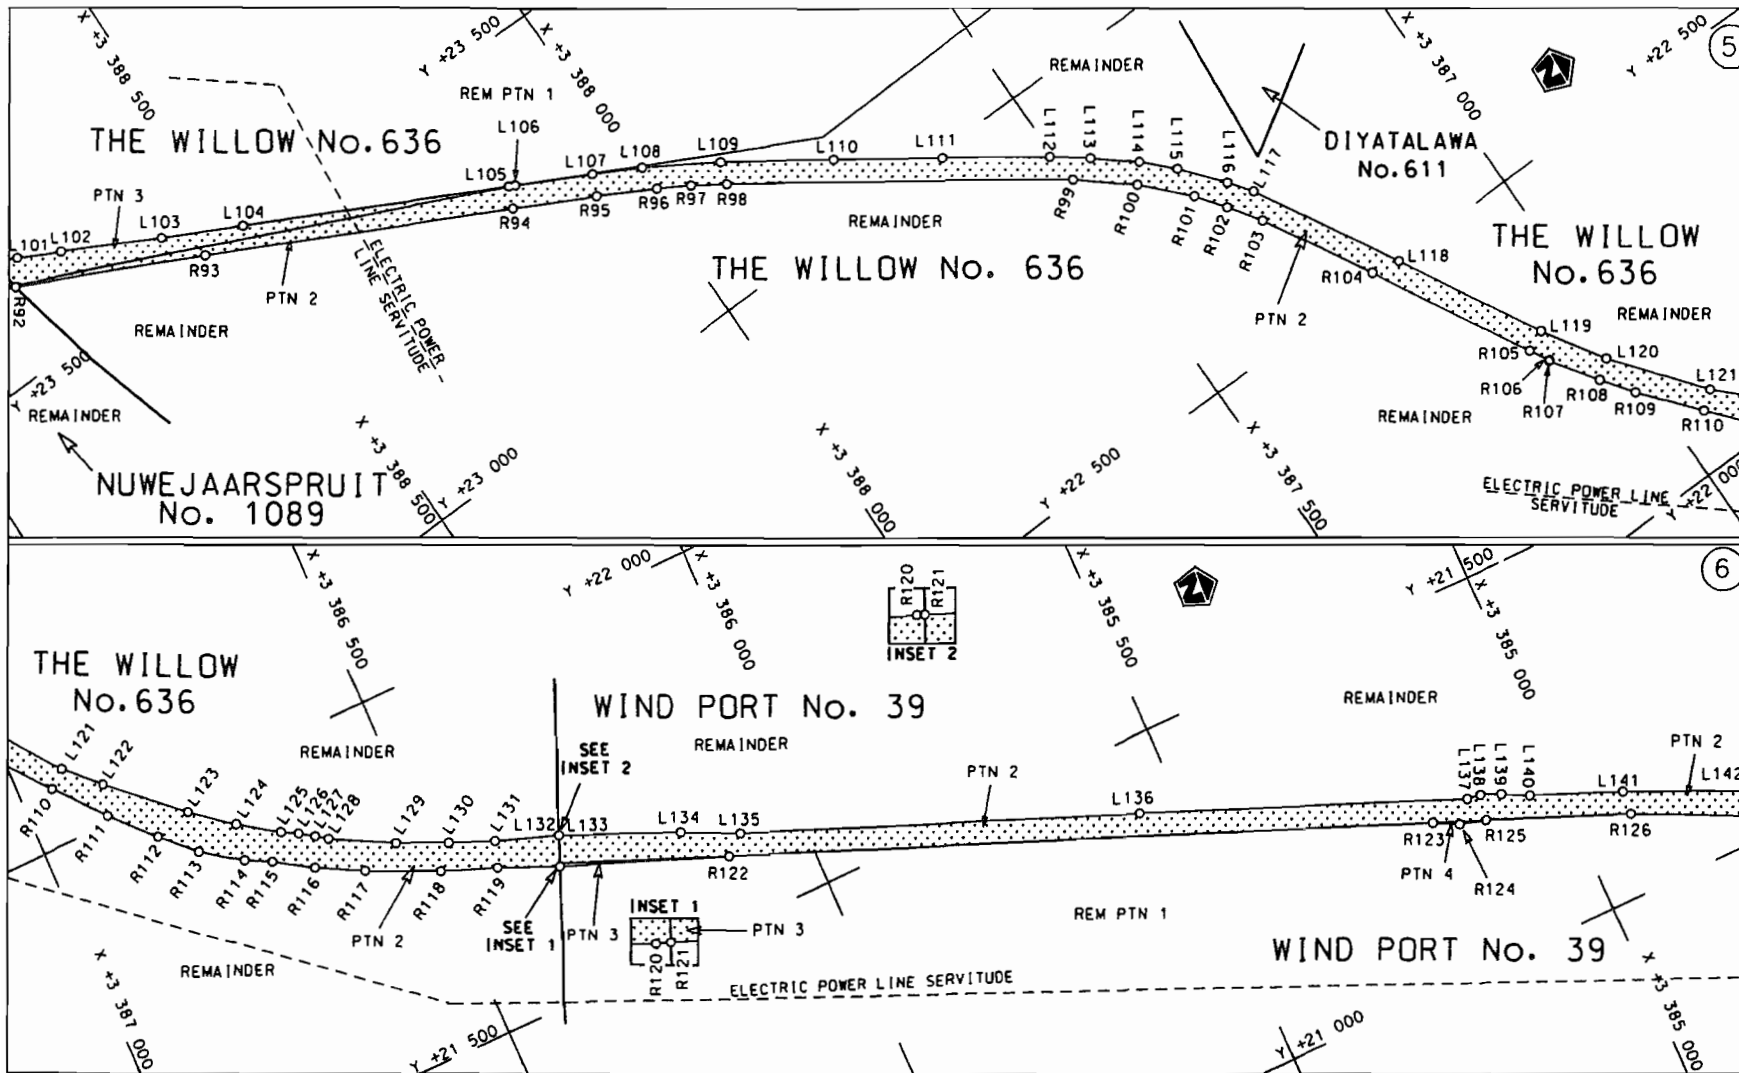 X +3 388 500
Y +23 500
X +3 388 000
REMAINDER
X +3 387 000
Y +22 500
5
REM PTN 1
THE WILLOW No.636
DIYATALAWA
No.611
PTN 3
L101
L102
L103
L104
L105
L106
L107
L108
L109
L110
L111
L112
L113
L114
L115
L116
L117
L118
L119
L120
L121
R92
R93
R94
R95
R96
R97
R98
R99
R100
R101
R102
R103
R104
R105
R106
R107
R108
R109
R110
REMAINDER
THE WILLOW No. 636
THE WILLOW
No.636
REMAINDER
PTN 2
PTN 2
ELECTRIC POWER
LINE SERVITUDE
REMAINDER
Y +23 500
REMAINDER
NUWEJAARSPRUIT
No. 1089
X +3 388 500
Y +23 000
X +3 388 000
Y +22 500
X +3 387 500
REMAINDER
ELECTRIC POWER LINE
SERVITUDE
Y +22 000
X +3 386 500
Y +22 000
X +3 386 000
R120
R121
INSET 2
X +3 385 500
Y +21 500
X +3 385 000
6
THE WILLOW
No.636
WIND PORT No. 39
REMAINDER
REMAINDER
REMAINDER
SEE
INSET 2
PTN 2
PTN 2
L121
L122
L123
L124
L125
L126
L127
L128
L129
L130
L131
L132
L133
L134
L135
L136
L137
L138
L139
L140
L141
L142
R110
R111
R112
R113
R114
R115
R116
R117
R118
R119
R122
R123
R124
R125
R126
PTN 4
PTN 2
SEE
INSET 1
PTN 3
INSET 1
PTN 3
R120
R121
REM PTN 1
WIND PORT No. 39
REMAINDER
ELECTRIC POWER LINE SERVITUDE
X +3 387 000
Y +21 500
Y +21 000
X +3 385 000